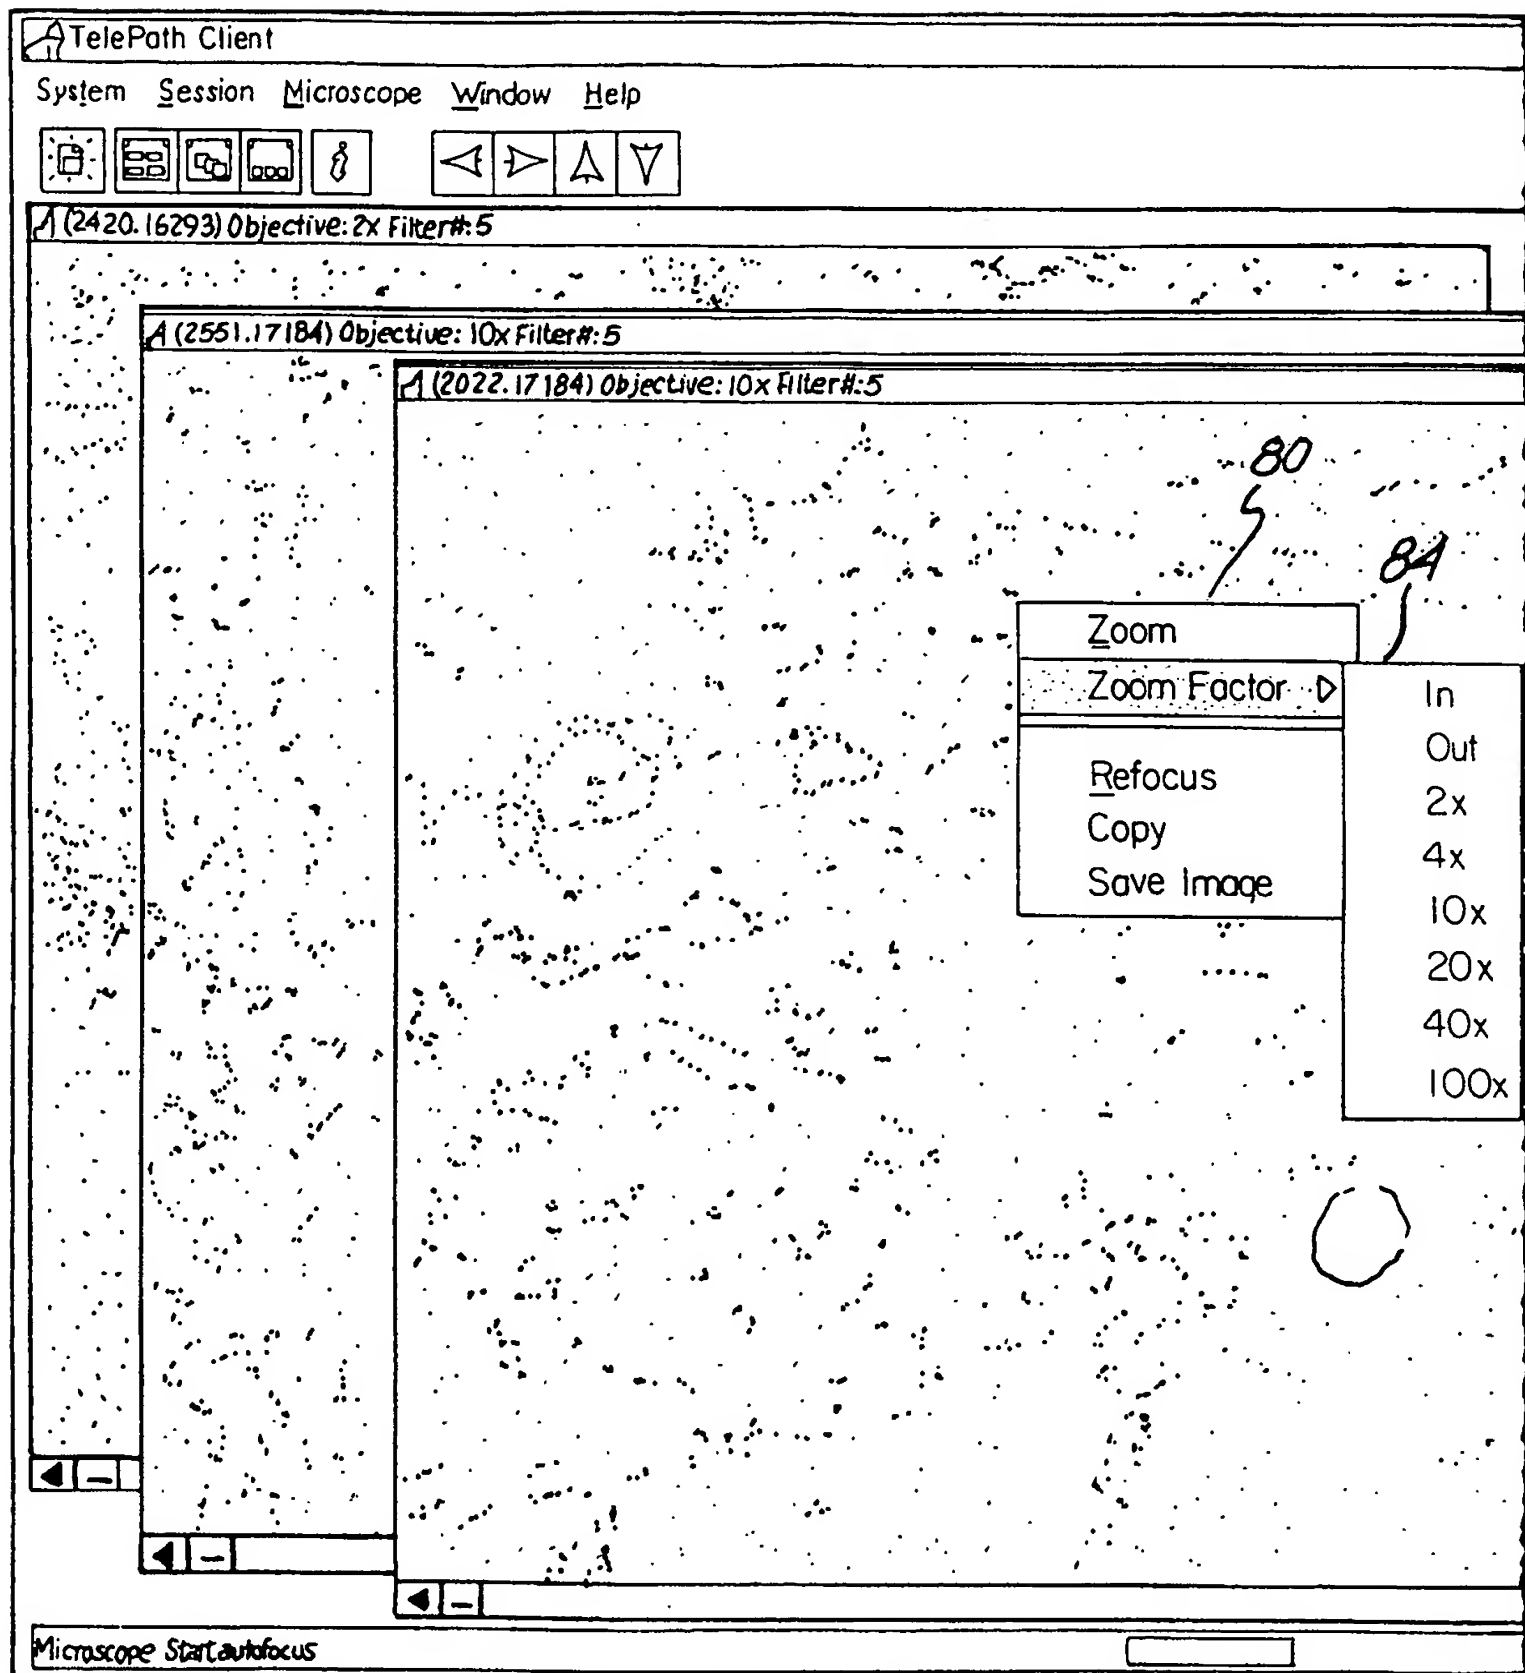 TelePath Client
System Session Microscope Window Help
(2420.16293) Objective: 2x Filter#:5
(2551.17184) Objective: 10x Filter#:5
(2022.17184) Objective: 10x Filter#:5
80
84
Zoom
Zoom Factor
In
Out
2x
4x
10x
20x
40x
100x
Refocus
Copy
Save Image
Microscope Start autofocus